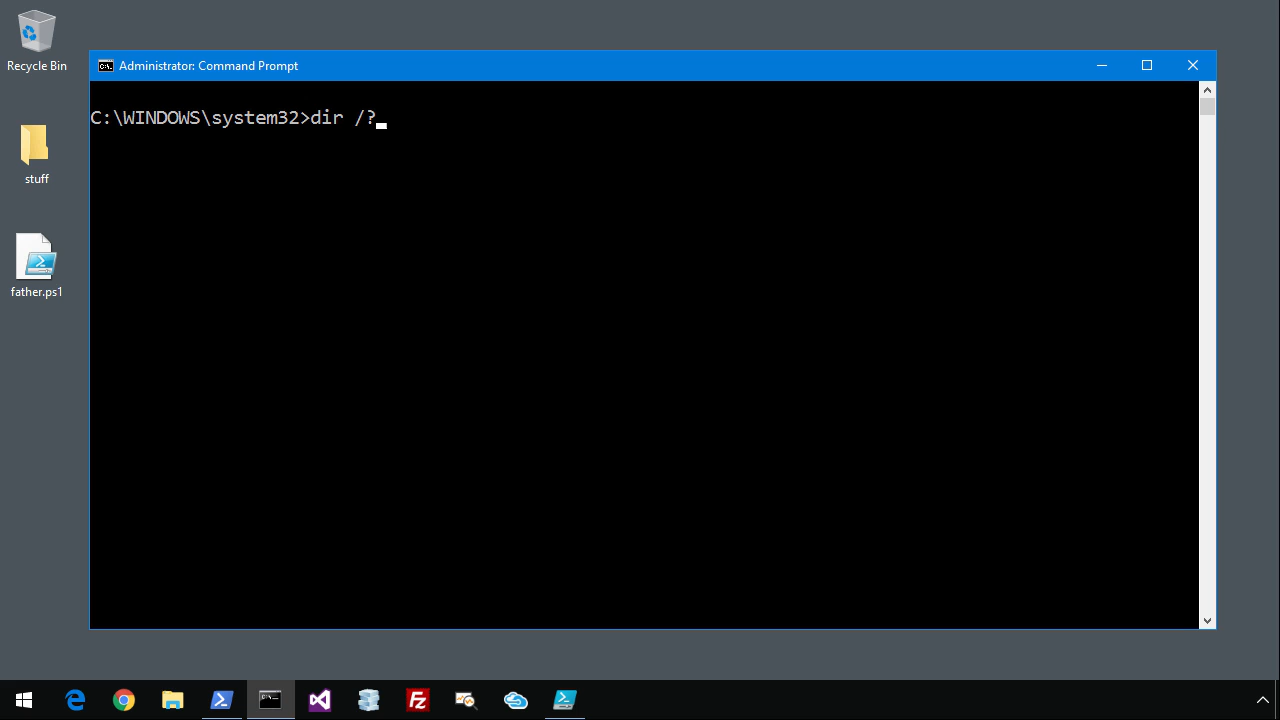 Recycle Bin
stuff
father.ps1
Administrator: Command Prompt
C:\WINDOWS\system32>dir /?